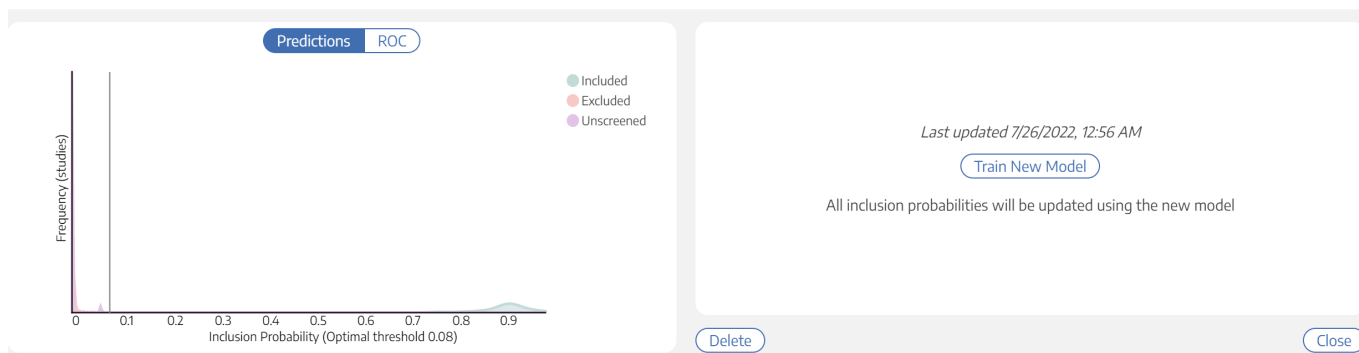 Predictions ROC
Included
Excluded
Unscreened
Frequency (studies)
0 0.1 0.2 0.3 0.4 0.5 0.6 0.7 0.8 0.9
Inclusion Probability (Optimal threshold 0.08)
Last updated 7/26/2022, 12:56 AM
Train New Model
All inclusion probabilities will be updated using the new model
Delete Close